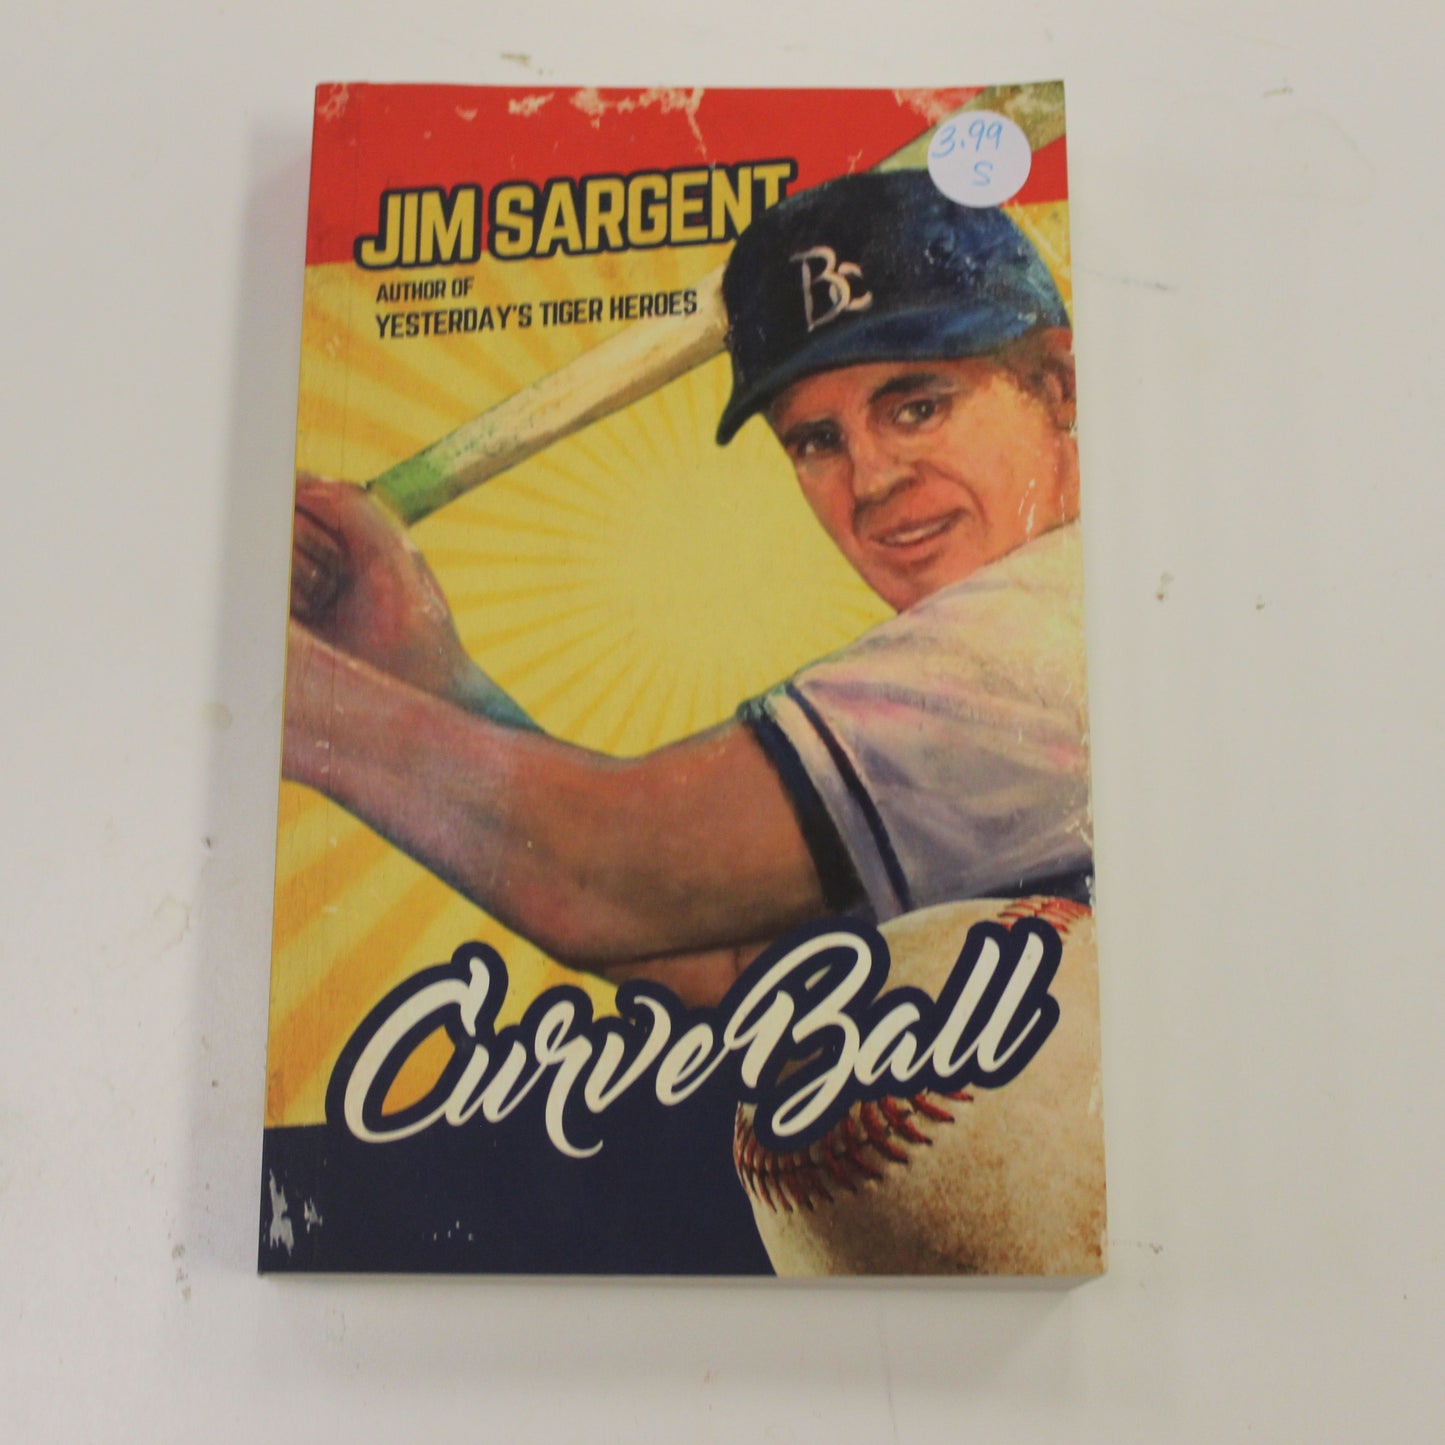 3.99
S
JIM SARGENT
AUTHOR OF
YESTERDAY'S TIGER HEROES
BC
CurveBall